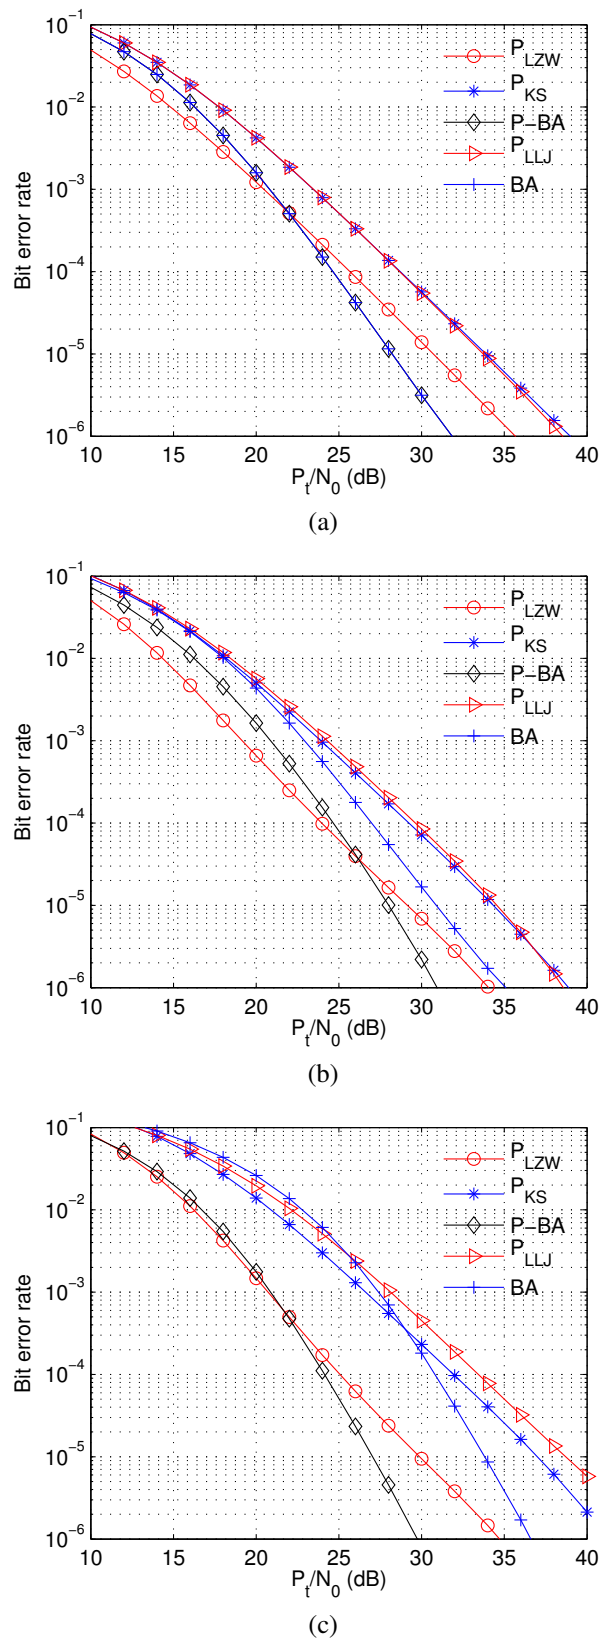 10^-1
10^-2
10^-3
10^-4
10^-5
10^-6
Bit error rate
P_LZW
P_KS
P-BA
P_LLJ
BA
10 15 20 25 30 35 40
P_t/N_0 (dB)
(a)
10^-1
10^-2
10^-3
10^-4
10^-5
10^-6
Bit error rate
P_LZW
P_KS
P-BA
P_LLJ
BA
10 15 20 25 30 35 40
P_t/N_0 (dB)
(b)
10^-1
10^-2
10^-3
10^-4
10^-5
10^-6
Bit error rate
P_LZW
P_KS
P-BA
P_LLJ
BA
10 15 20 25 30 35 40
P_t/N_0 (dB)
(c)